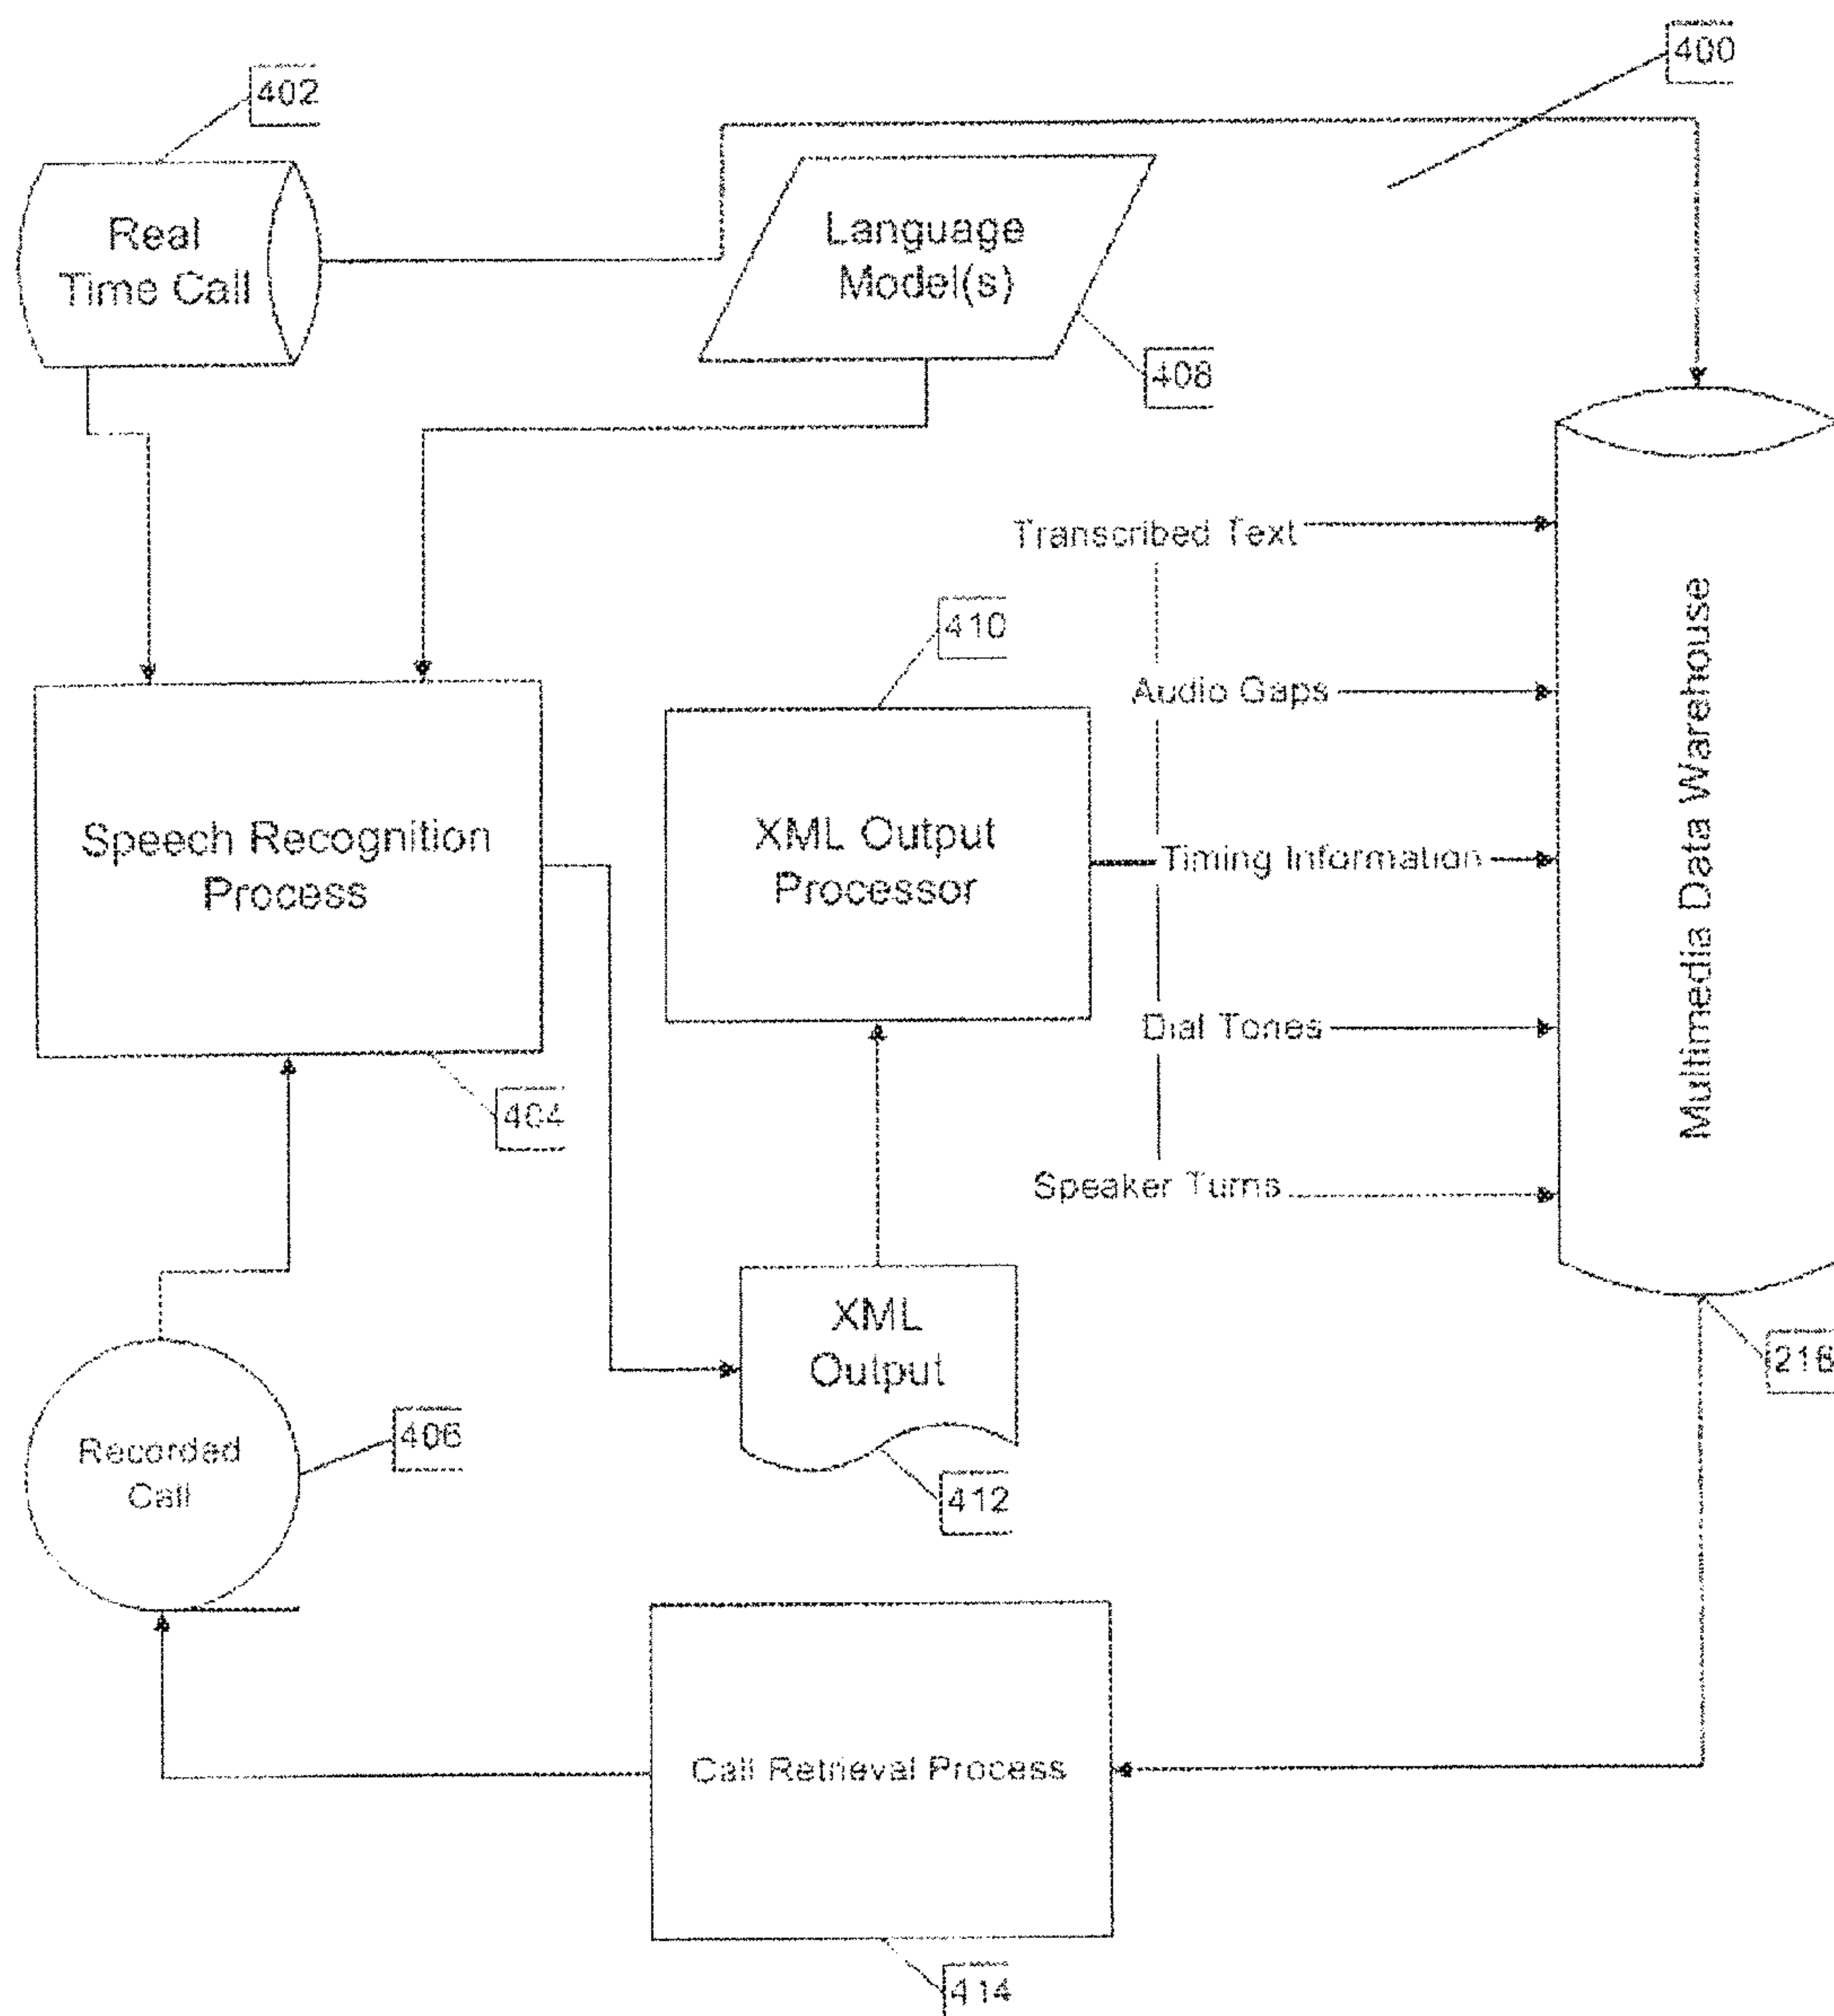 400
402
Real
Time Call
Language
Model(s)
408
Transcribed Text
410
Audio Gaps
Speech Recognition
Process
XML Output
Processor
Timing Information
Multimedia Data Warehouse
Dial Tones
404
Speaker Turns
XML
Output
Recorded
Call
406
412
Call Retrieval Process
414